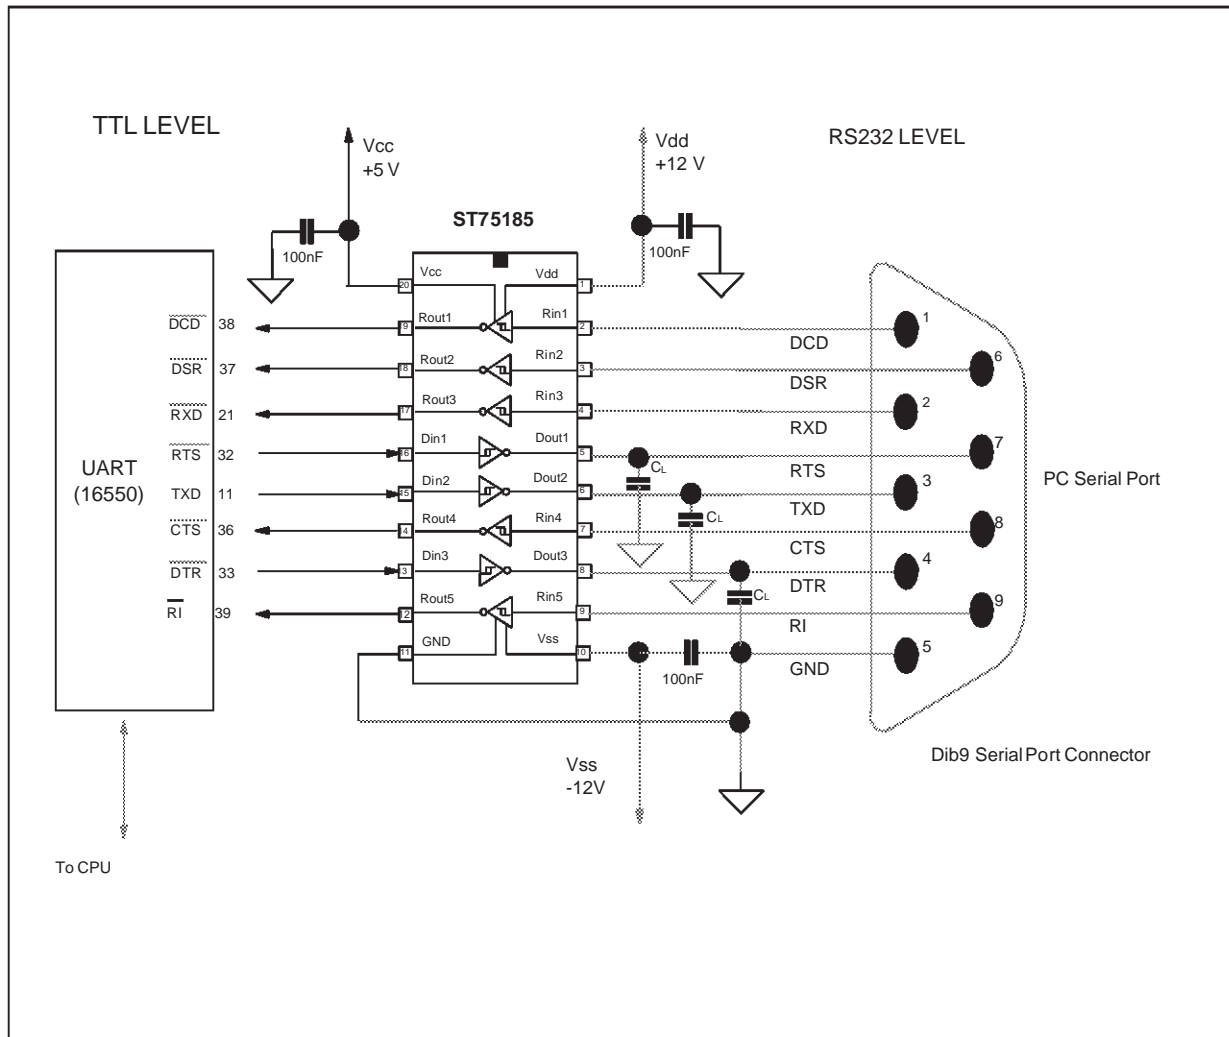 TTL LEVEL
RS232 LEVEL
Vcc
+5 V
Vdd
+12 V
ST75185
100nF
100nF
UART
(16550)
DCD 38
DSR 37
RXD 21
RTS 32
TXD 11
CTS 36
DTR 33
RI 39
20 Vcc Vdd 1
9 Rout1 Rin1 2
18 Rout2 Rin2 3
17 Rout3 Rin3 4
16 Din1 Dout1 5
15 Din2 Dout2 6
4 Rout4 Rin4 7
3 Din3 Dout3 8
12 Rout5 Rin5 9
11 GND Vss 10
CL
CL
CL
100nF
DCD
DSR
RXD
RTS
TXD
CTS
DTR
RI
GND
1
6
2
7
3
8
4
9
5
PC Serial Port
Dib9 Serial Port Connector
Vss
-12V
To CPU